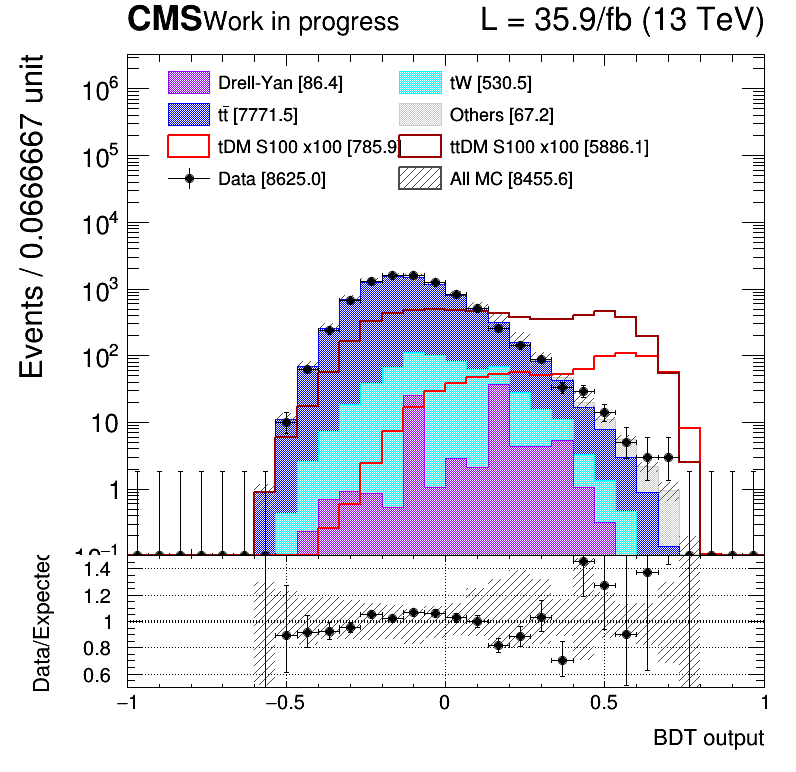 CMS Work in progress L = 35.9/fb (13 TeV)
Events / 0.0666667 unit
Drell-Yan [86.4] tW [530.5]
tt̄ [7771.5] Others [67.2]
tDM S100 x100 [785.9] ttDM S100 x100 [5886.1]
Data [8625.0] All MC [8455.6]
10⁶
10⁵
10⁴
10³
10²
10
1
10⁻¹
Data/Expected
1.4
1.2
1
0.8
0.6
−1 −0.5 0 0.5 1
BDT output